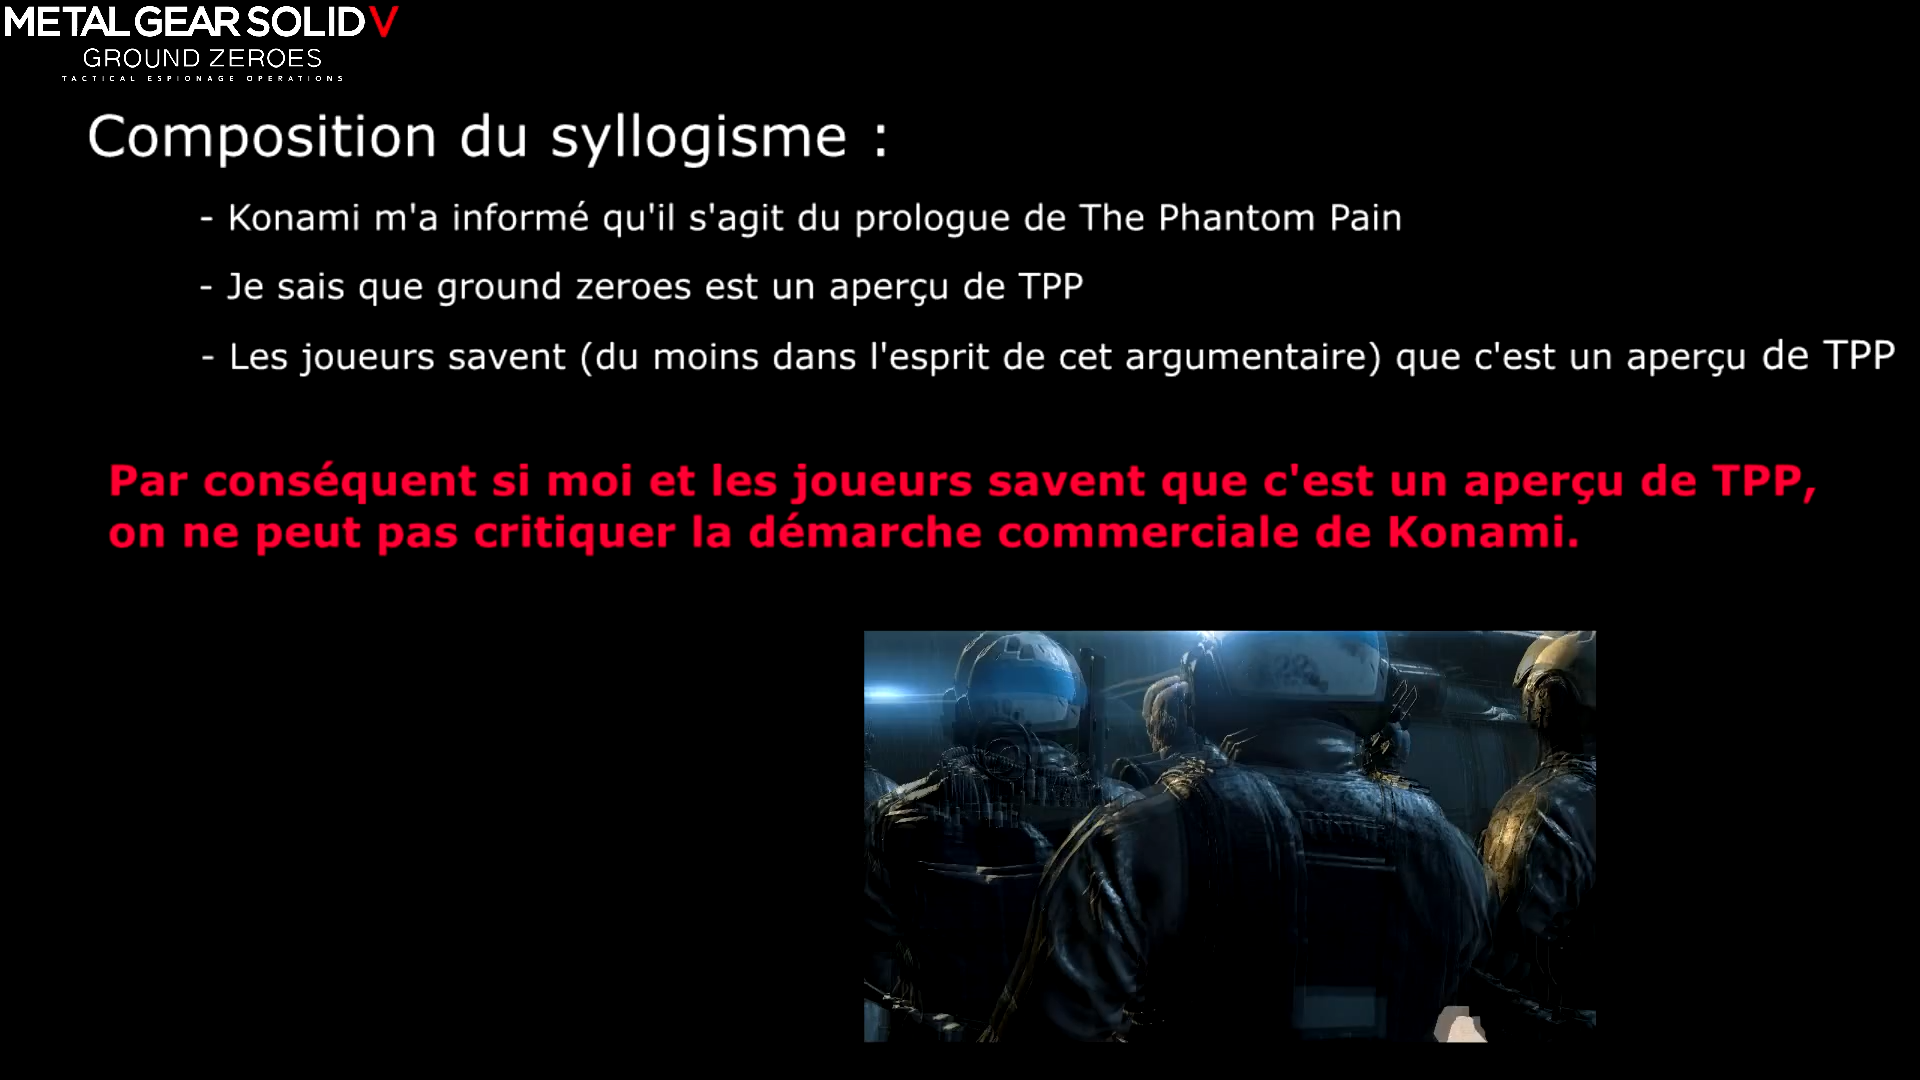 METAL GEAR SOLID V
GROUND ZEROES
TACTICAL ESPIONAGE OPERATIONS
Composition du syllogisme :
- Konami m'a informé qu'il s'agit du prologue de The Phantom Pain
- Je sais que ground zeroes est un aperçu de TPP
- Les joueurs savent (du moins dans l'esprit de cet argumentaire) que c'est un aperçu de TPP
Par conséquent si moi et les joueurs savent que c'est un aperçu de TPP,
on ne peut pas critiquer la démarche commerciale de Konami.